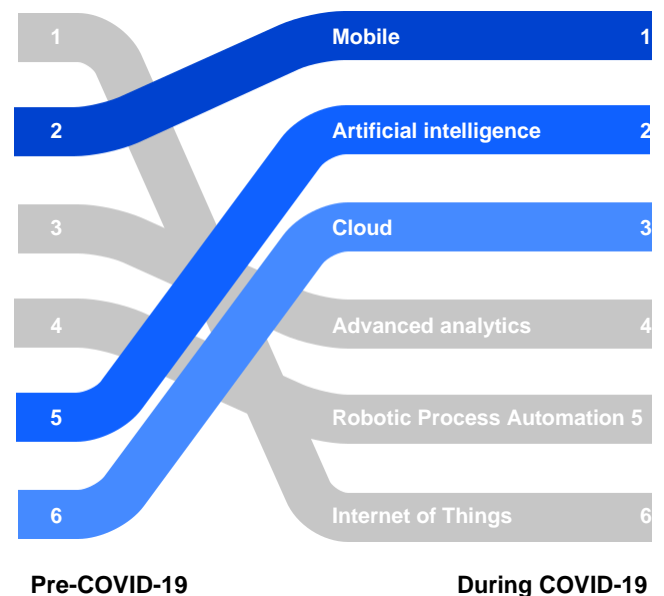 1 Mobile 1
2 Artificial intelligence 2
3 Cloud 3
4 Advanced analytics 4
5 Robotic Process Automation 5
6 Internet of Things 6
Pre-COVID-19 During COVID-19